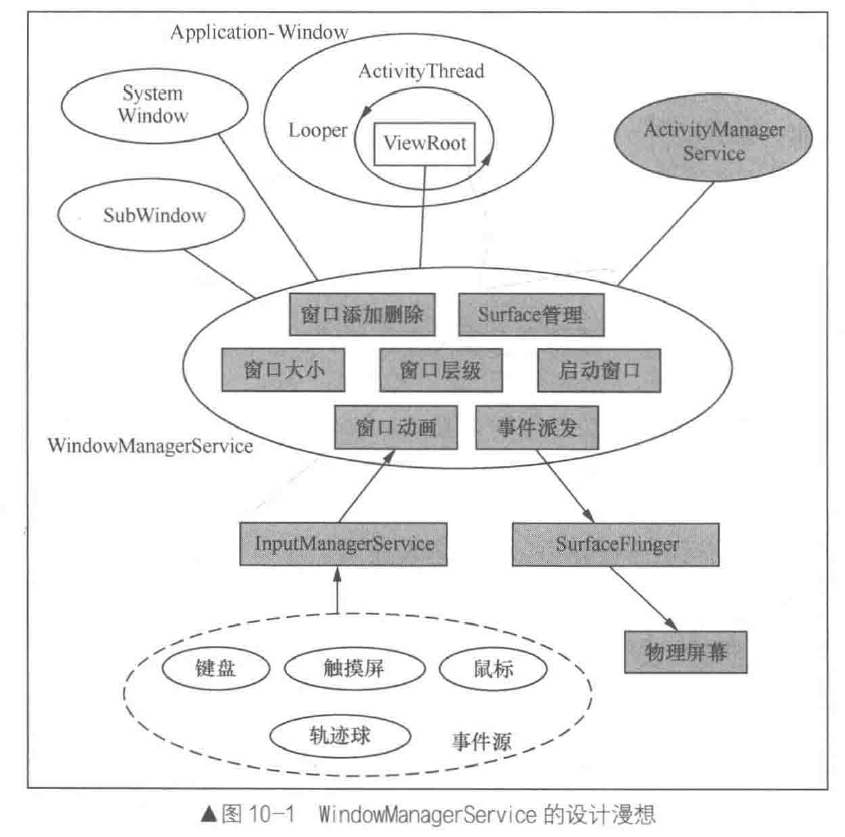 Application-Window
ActivityThread
System
Window
Looper
ViewRoot
ActivityManager
Service
SubWindow
窗口添加删除
Surface管理
窗口大小
窗口层级
启动窗口
窗口动画
事件派发
WindowManagerService
InputManagerService
SurfaceFlinger
键盘
触摸屏
鼠标
物理屏幕
轨迹球
事件源
▲图 10-1 WindowManagerService 的设计漫想